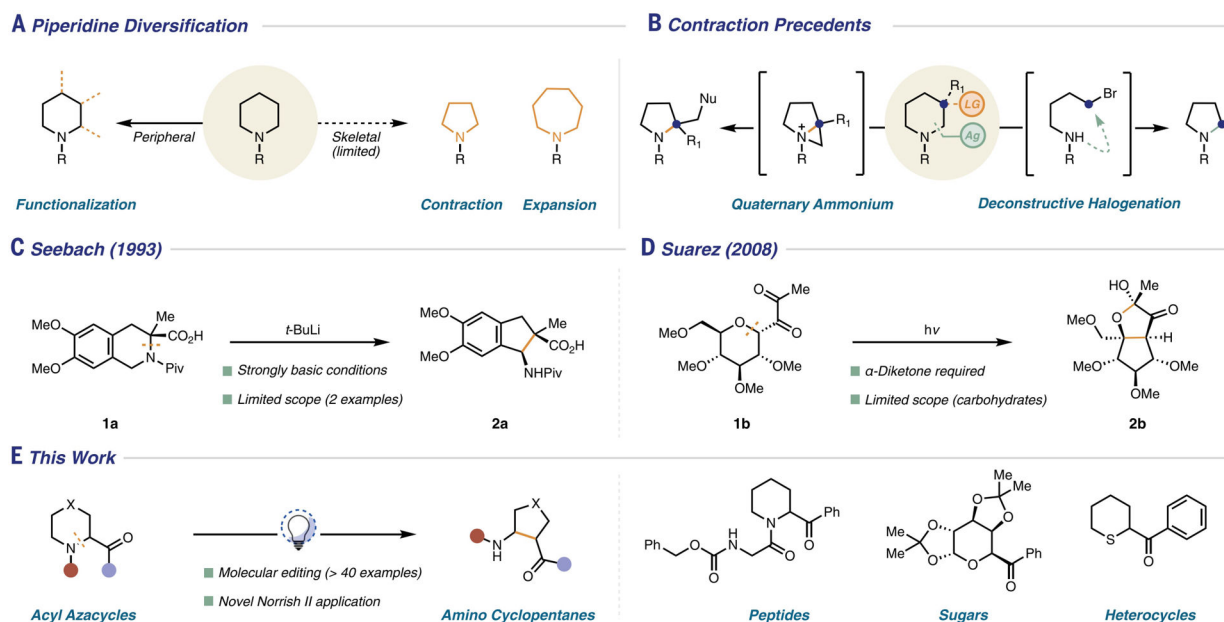 A Piperidine Diversification
N
R
Functionalization
Peripheral
N
R
Skeletal
(limited)
N
R
Contraction
N
R
Expansion
B Contraction Precedents
Nu
N
R
R1
+
N
R
R1
Quaternary Ammonium
R1
LG
Ag
N
R
Br
NH
R
Deconstructive Halogenation
N
R
C Seebach (1993)
MeO
MeO
Me
CO2H
N
Piv
1a
t-BuLi
Strongly basic conditions
Limited scope (2 examples)
MeO
MeO
Me
CO2H
NHPiv
2a
D Suarez (2008)
Me
O
O
O
MeO
MeO
OMe
OMe
1b
hν
α-Diketone required
Limited scope (carbohydrates)
HO
Me
O
O
MeO
H
MeO
OMe
OMe
2b
E This Work
X
N
O
Acyl Azacycles
Molecular editing (> 40 examples)
Novel Norrish II application
X
N
H
O
Amino Cyclopentanes
N
Ph
O
Ph
O
H
N
O
O
Peptides
Me
Me
O
O
Me
Me
O
O
O
Ph
O
Sugars
S
O
Heterocycles